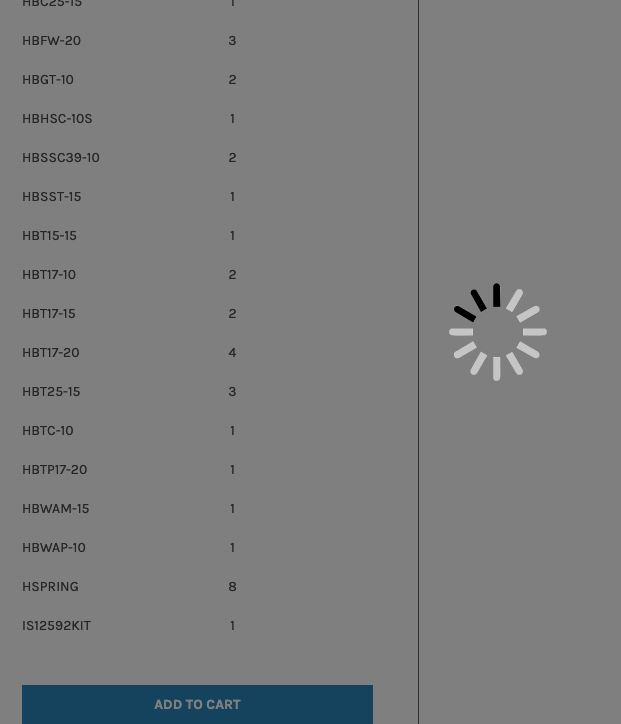 HBC25-15 1
HBFW-20 3
HBGT-10 2
HBHSC-10S 1
HBSSC39-10 2
HBSST-15 1
HBT15-15 1
HBT17-10 2
HBT17-15 2
HBT17-20 4
HBT25-15 3
HBTC-10 1
HBTP17-20 1
HBWAM-15 1
HBWAP-10 1
HSPRING 8
IS12592KIT 1
ADD TO CART